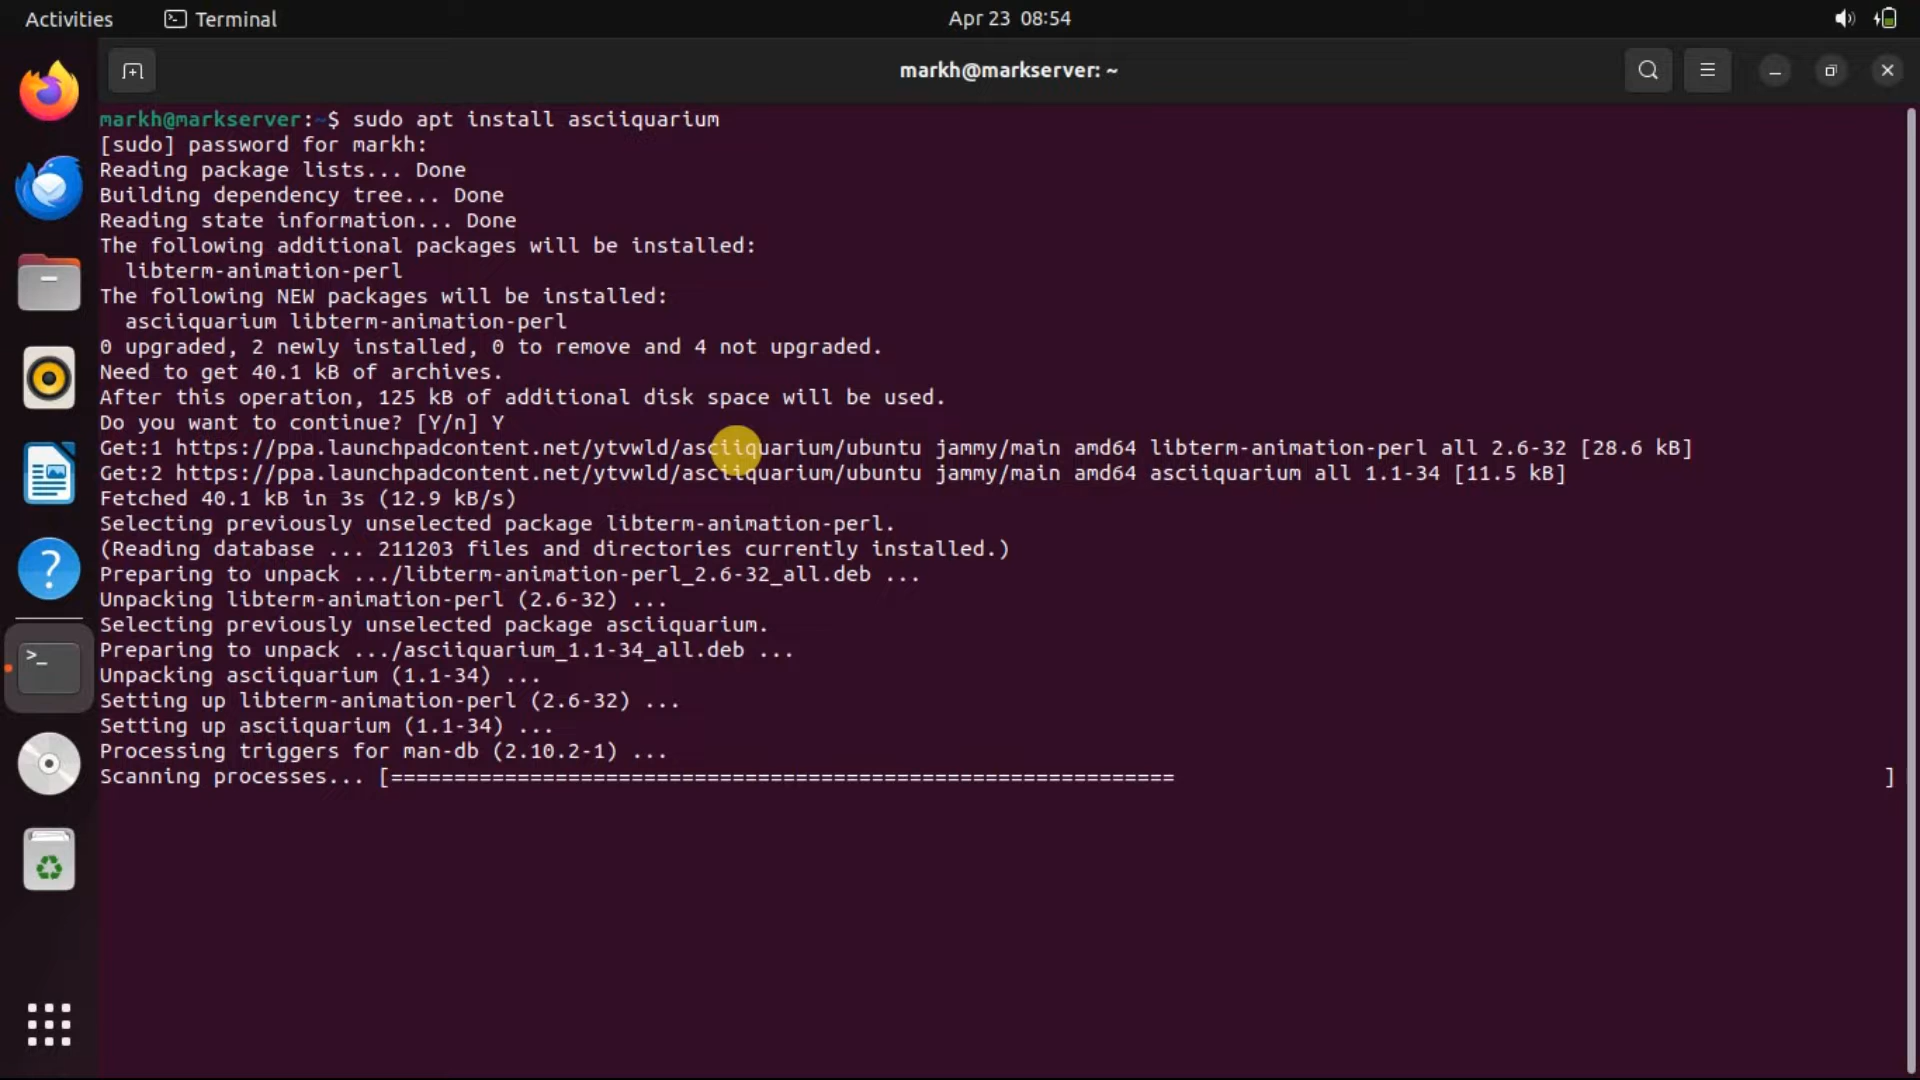 Activities Terminal Apr 23 08:54
markh@markserver: ~
markh@markserver:~$ sudo apt install asciiquarium
[sudo] password for markh:
Reading package lists... Done
Building dependency tree... Done
Reading state information... Done
The following additional packages will be installed:
  libterm-animation-perl
The following NEW packages will be installed:
  asciiquarium libterm-animation-perl
0 upgraded, 2 newly installed, 0 to remove and 4 not upgraded.
Need to get 40.1 kB of archives.
After this operation, 125 kB of additional disk space will be used.
Do you want to continue? [Y/n] Y
Get:1 https://ppa.launchpadcontent.net/ytvwld/asciiquarium/ubuntu jammy/main amd64 libterm-animation-perl all 2.6-32 [28.6 kB]
Get:2 https://ppa.launchpadcontent.net/ytvwld/asciiquarium/ubuntu jammy/main amd64 asciiquarium all 1.1-34 [11.5 kB]
Fetched 40.1 kB in 3s (12.9 kB/s)
Selecting previously unselected package libterm-animation-perl.
(Reading database ... 211203 files and directories currently installed.)
Preparing to unpack .../libterm-animation-perl_2.6-32_all.deb ...
Unpacking libterm-animation-perl (2.6-32) ...
Selecting previously unselected package asciiquarium.
Preparing to unpack .../asciiquarium_1.1-34_all.deb ...
Unpacking asciiquarium (1.1-34) ...
Setting up libterm-animation-perl (2.6-32) ...
Setting up asciiquarium (1.1-34) ...
Processing triggers for man-db (2.10.2-1) ...
Scanning processes... [==============================================================                                                        ]